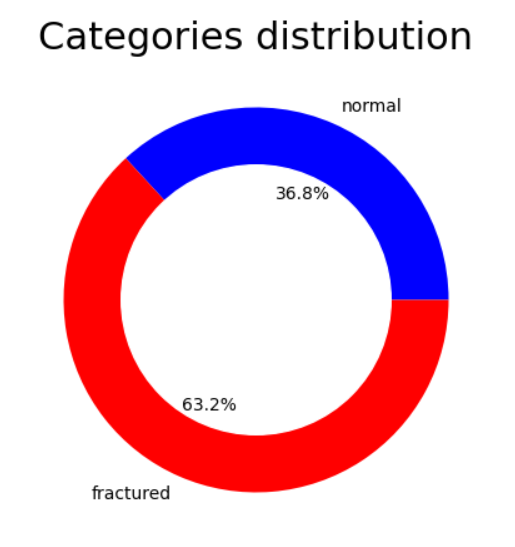 Categories distribution
normal
36.8%
63.2%
fractured